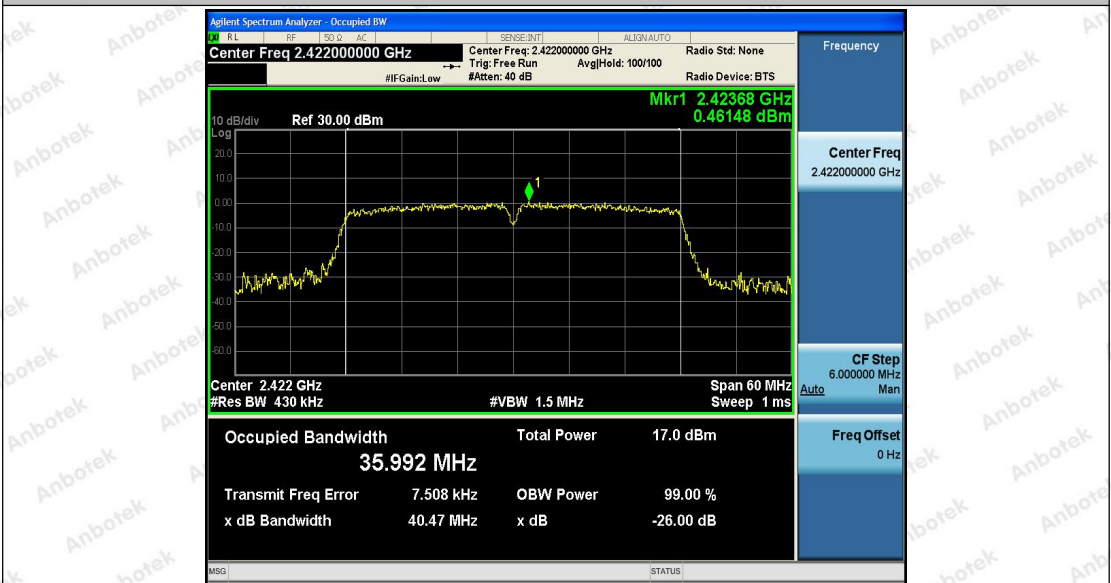 Agilent Spectrum Analyzer - Occupied BW
RL RF 50 Ω AC SENSE:INT ALIGNAUTO
Center Freq 2.422000000 GHz
Center Freq: 2.422000000 GHz Radio Std: None
Trig: Free Run Avg|Hold: 100/100
#IFGain:Low #Atten: 40 dB Radio Device: BTS
Mkr1 2.42368 GHz
0.46148 dBm
10 dB/div Ref 30.00 dBm
Log
20.0
10.0
0.00
-10.0
-20.0
-30.0
-40.0
-50.0
-60.0
1
Center 2.422 GHz Span 60 MHz
#Res BW 430 kHz #VBW 1.5 MHz Sweep 1 ms
Occupied Bandwidth Total Power 17.0 dBm
35.992 MHz
Transmit Freq Error 7.508 kHz OBW Power 99.00 %
x dB Bandwidth 40.47 MHz x dB -26.00 dB
MSG STATUS
Frequency
Center Freq
2.422000000 GHz
CF Step
6.000000 MHz
Auto Man
Freq Offset
0 Hz
Anbotek